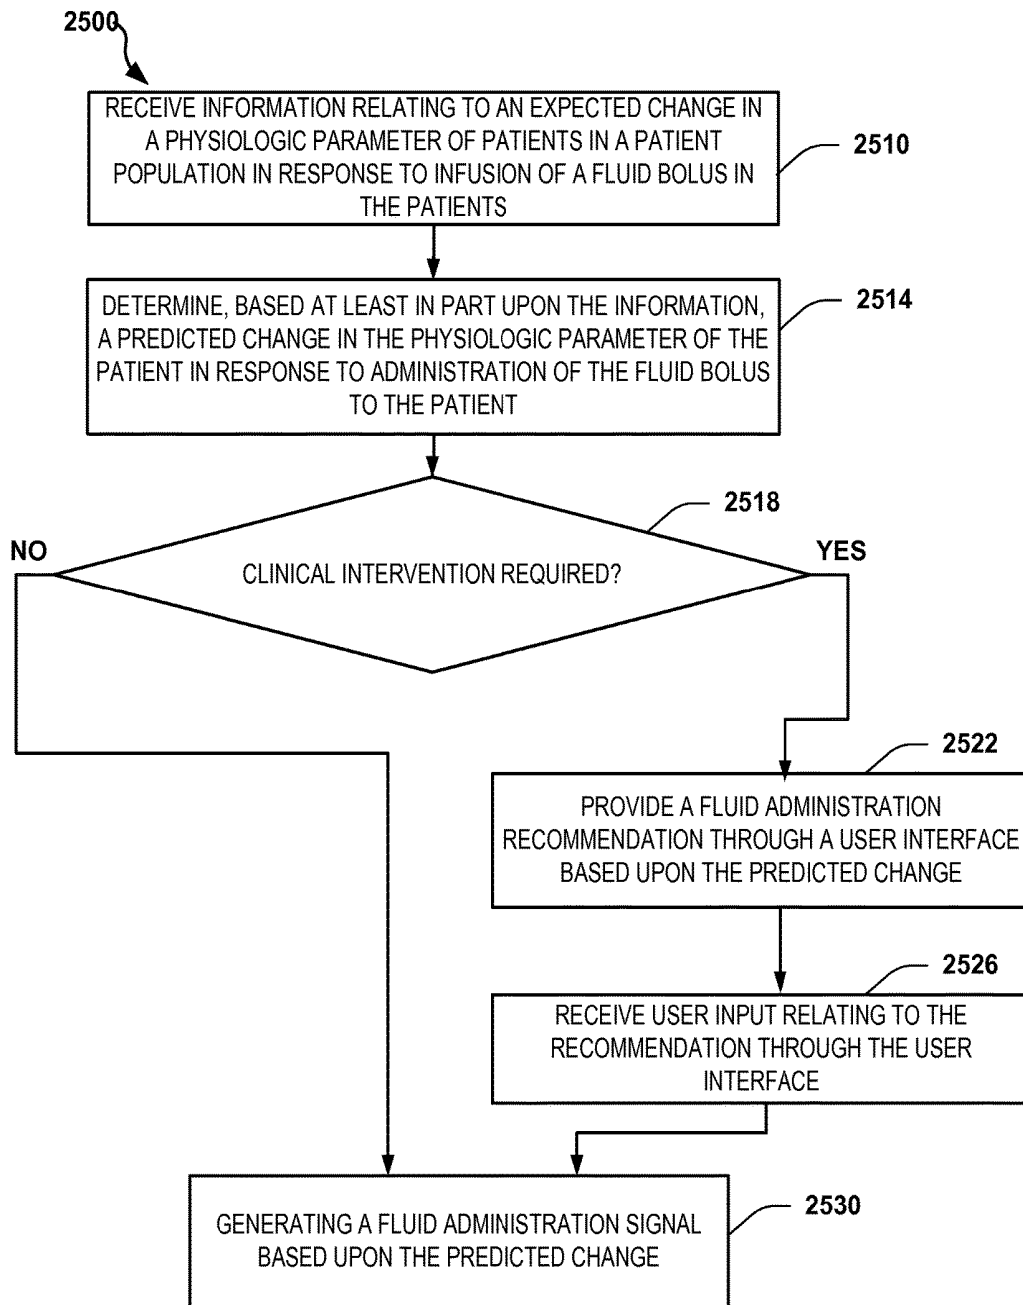 2500
RECEIVE INFORMATION RELATING TO AN EXPECTED CHANGE IN
A PHYSIOLOGIC PARAMETER OF PATIENTS IN A PATIENT
POPULATION IN RESPONSE TO INFUSION OF A FLUID BOLUS IN
THE PATIENTS
2510
DETERMINE, BASED AT LEAST IN PART UPON THE INFORMATION,
A PREDICTED CHANGE IN THE PHYSIOLOGIC PARAMETER OF THE
PATIENT IN RESPONSE TO ADMINISTRATION OF THE FLUID BOLUS
TO THE PATIENT
2514
2518
NO
YES
CLINICAL INTERVENTION REQUIRED?
2522
PROVIDE A FLUID ADMINISTRATION
RECOMMENDATION THROUGH A USER INTERFACE
BASED UPON THE PREDICTED CHANGE
2526
RECEIVE USER INPUT RELATING TO THE
RECOMMENDATION THROUGH THE USER
INTERFACE
2530
GENERATING A FLUID ADMINISTRATION SIGNAL
BASED UPON THE PREDICTED CHANGE